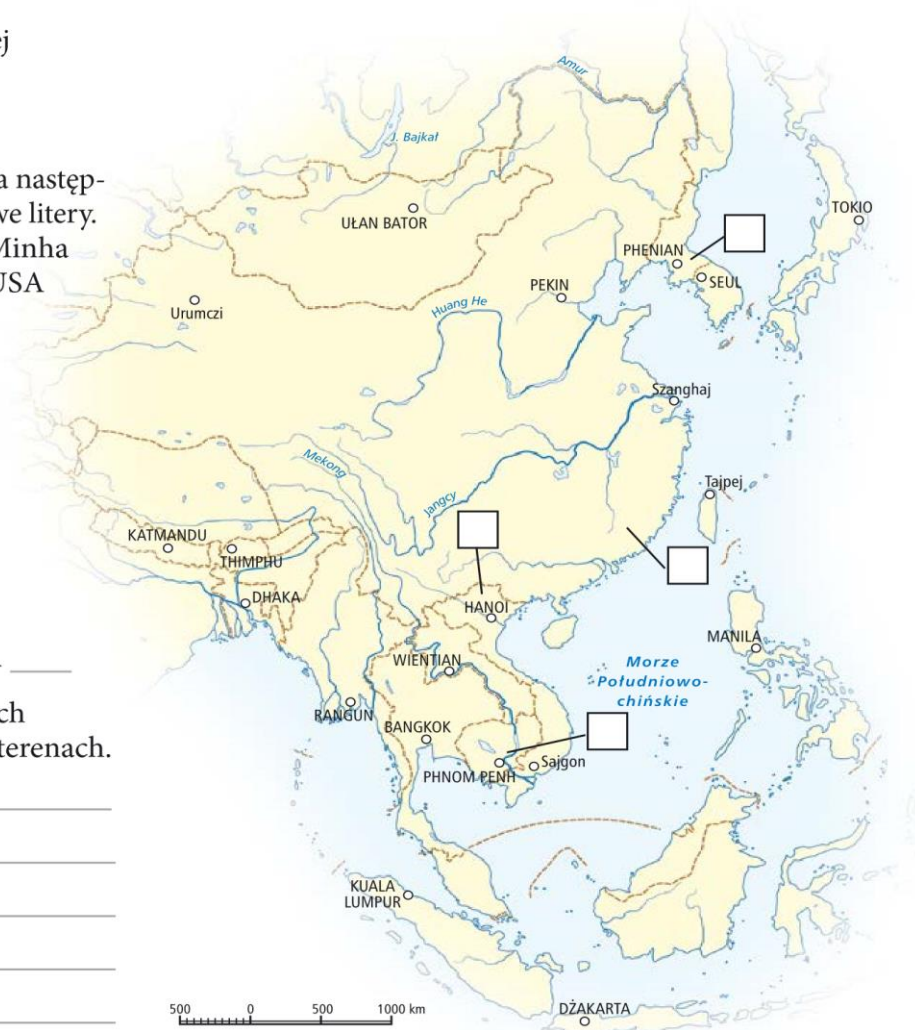 ej
a następ-
we litery.
Minha
USA
ch
terenach.
Amur
J. Bajkał
UŁAN BATOR
TOKIO
PHENIAN
SEUL
PEKIN
Urumczi
Huang He
Szanghaj
Mekong
Jangcy
Tajpej
KATMANDU
THIMPHU
DHAKA
HANOI
MANILA
WIENTIAN
Morze
Południowo-
chińskie
RANGUN
BANGKOK
Sajgon
PHNOM PENH
KUALA
LUMPUR
DŻAKARTA
500 0 500 1000 km